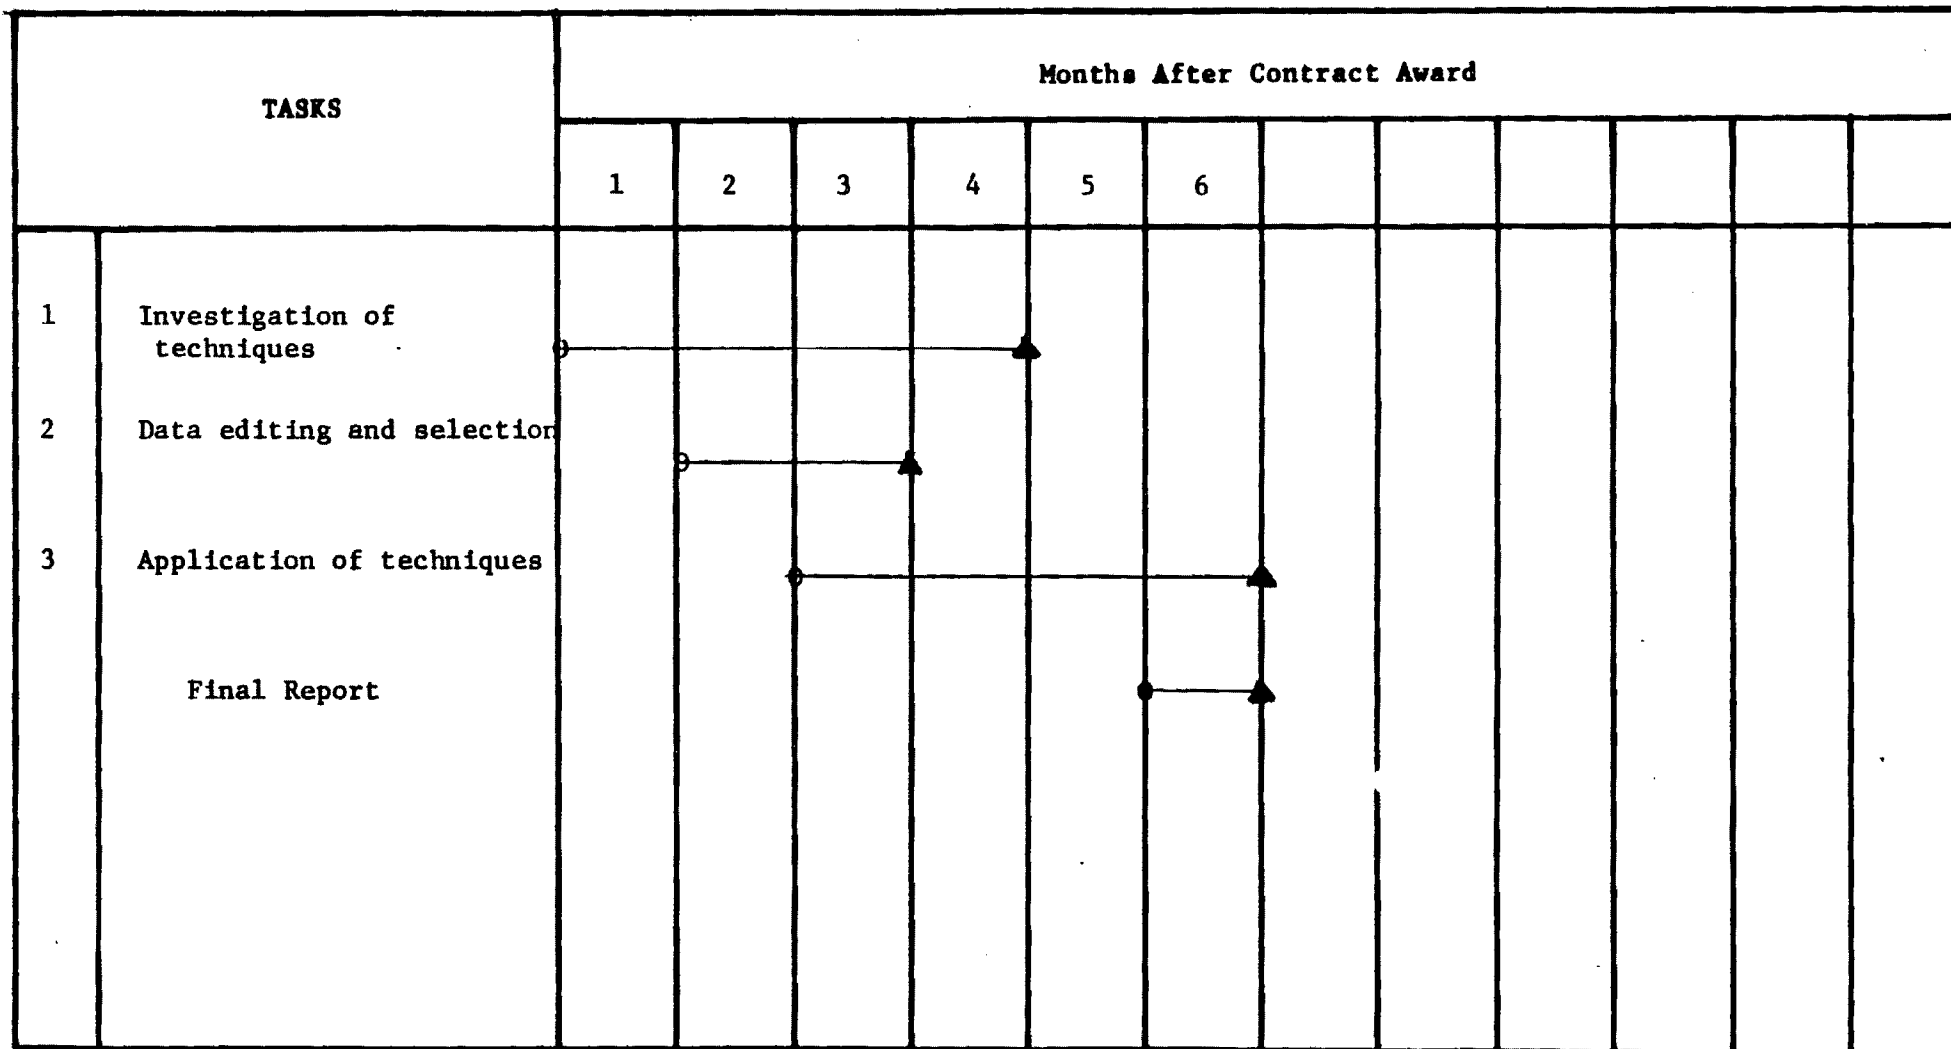 TASKS
Months After Contract Award
1 2 3 4 5 6
1 Investigation of
techniques
2 Data editing and selection
3 Application of techniques
Final Report